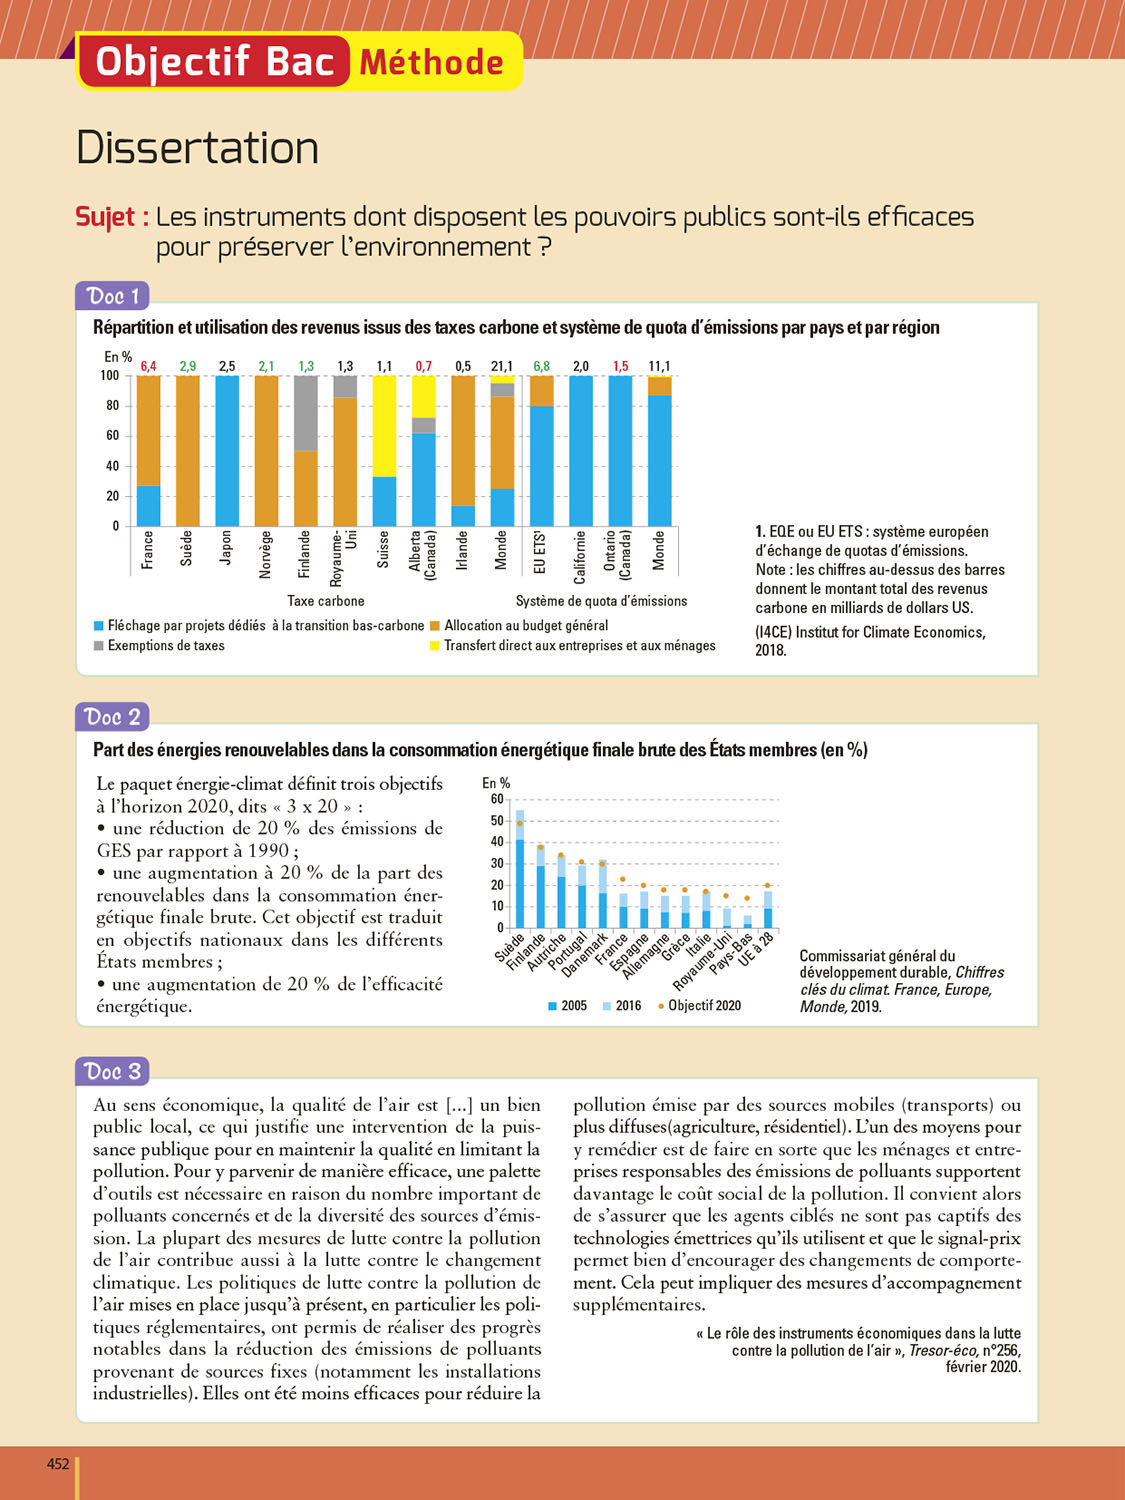 Objectif Bac Méthode
Dissertation
Sujet : Les instruments dont disposent les pouvoirs publics sont-ils efficaces
pour préserver l'environnement ?
Doc 1
Répartition et utilisation des revenus issus des taxes carbone et système de quota d'émissions par pays et par région
En %
6,4 2,9 2,5 2,1 1,3 1,3 1,1 0,7 0,5 21,1 6,8 2,0 1,5 11,1
100
80
60
40
20
0
France
Suède
Japon
Norvège
Finlande
Royaume-
Uni
Suisse
Alberta
(Canada)
Irlande
Monde
EU ETS¹
Californie
Ontario
(Canada)
Monde
Taxe carbone
Système de quota d'émissions
Fléchage par projets dédiés à la transition bas-carbone
Allocation au budget général
Exemptions de taxes
Transfert direct aux entreprises et aux ménages
1. EQE ou EU ETS : système européen
d'échange de quotas d'émissions.
Note : les chiffres au-dessus des barres
donnent le montant total des revenus
carbone en milliards de dollars US.
(I4CE) Institut for Climate Economics,
2018.
Doc 2
Part des énergies renouvelables dans la consommation énergétique finale brute des États membres (en %)
Le paquet énergie-climat définit trois objectifs
à l'horizon 2020, dits « 3 x 20 » :
• une réduction de 20 % des émissions de
GES par rapport à 1990 ;
• une augmentation à 20 % de la part des
renouvelables dans la consommation éner-
gétique finale brute. Cet objectif est traduit
en objectifs nationaux dans les différents
États membres ;
• une augmentation de 20 % de l'efficacité
énergétique.
En %
60
50
40
30
20
10
0
Suède
Finlande
Autriche
Portugal
Danemark
France
Espagne
Allemagne
Grèce
Italie
Royaume-Uni
Pays-Bas
UE à 28
2005 2016 Objectif 2020
Commissariat général du
développement durable, Chiffres
clés du climat. France, Europe,
Monde, 2019.
Doc 3
Au sens économique, la qualité de l'air est [...] un bien
public local, ce qui justifie une intervention de la puis-
sance publique pour en maintenir la qualité en limitant la
pollution. Pour y parvenir de manière efficace, une palette
d'outils est nécessaire en raison du nombre important de
polluants concernés et de la diversité des sources d'émis-
sion. La plupart des mesures de lutte contre la pollution
de l'air contribue aussi à la lutte contre le changement
climatique. Les politiques de lutte contre la pollution de
l'air mises en place jusqu'à présent, en particulier les poli-
tiques réglementaires, ont permis de réaliser des progrès
notables dans la réduction des émissions de polluants
provenant de sources fixes (notamment les installations
industrielles). Elles ont été moins efficaces pour réduire la
pollution émise par des sources mobiles (transports) ou
plus diffuses(agriculture, résidentiel). L'un des moyens pour
y remédier est de faire en sorte que les ménages et entre-
prises responsables des émissions de polluants supportent
davantage le coût social de la pollution. Il convient alors
de s'assurer que les agents ciblés ne sont pas captifs des
technologies émettrices qu'ils utilisent et que le signal-prix
permet bien d'encourager des changements de comporte-
ment. Cela peut impliquer des mesures d'accompagnement
supplémentaires.
« Le rôle des instruments économiques dans la lutte
contre la pollution de l'air », Tresor-éco, n°256,
février 2020.
452